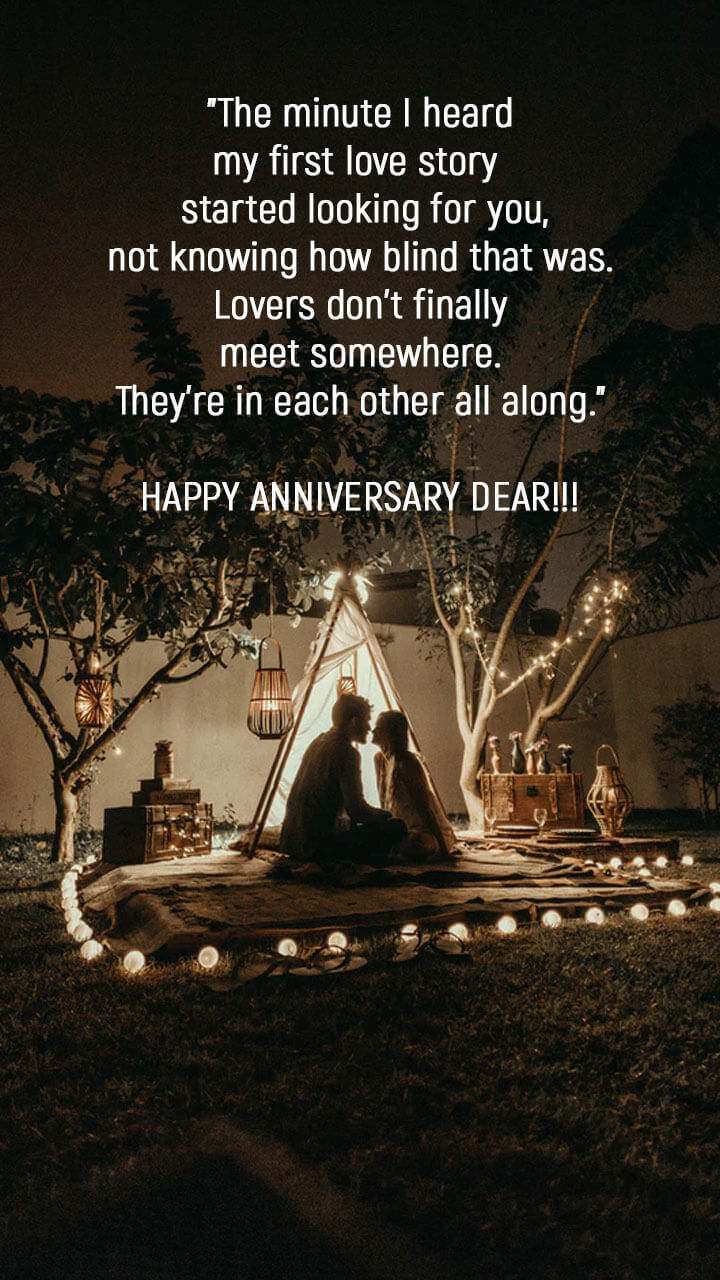 "The minute I heard
my first love story
started looking for you,
not knowing how blind that was.
Lovers don't finally
meet somewhere.
They're in each other all along."
HAPPY ANNIVERSARY DEAR!!!